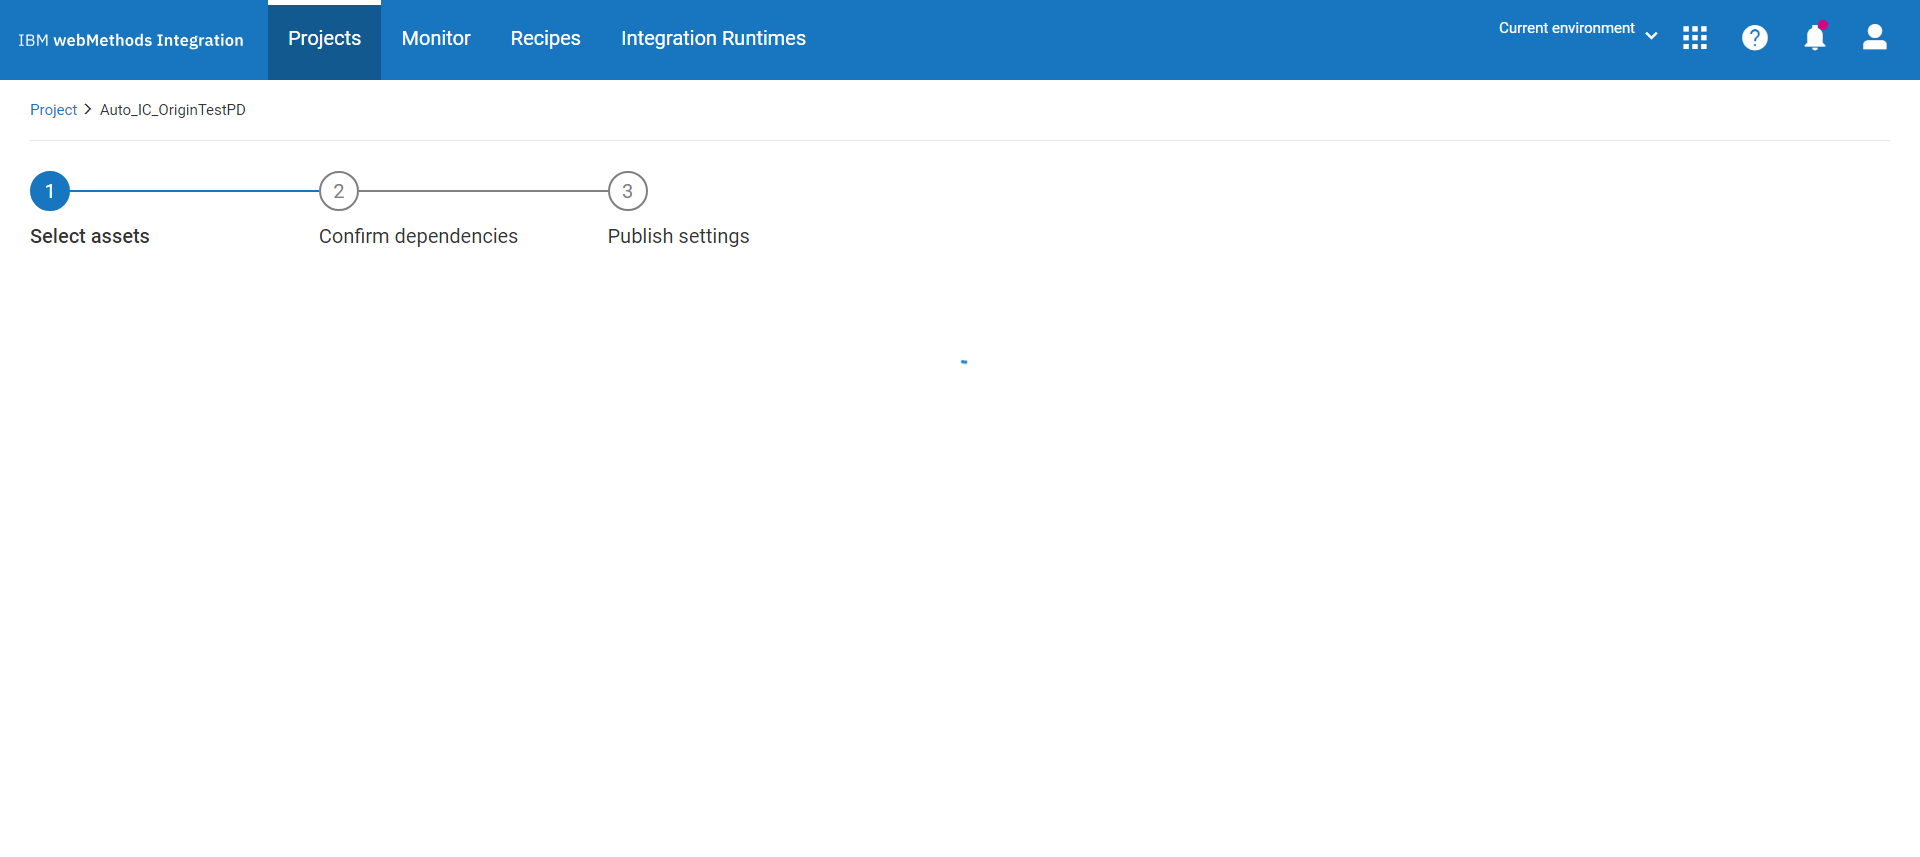 IBM webMethods Integration
Projects
Monitor
Recipes
Integration Runtimes
Current environment
?
Project > Auto_IC_OriginTestPD
1
2
3
Select assets
Confirm dependencies
Publish settings